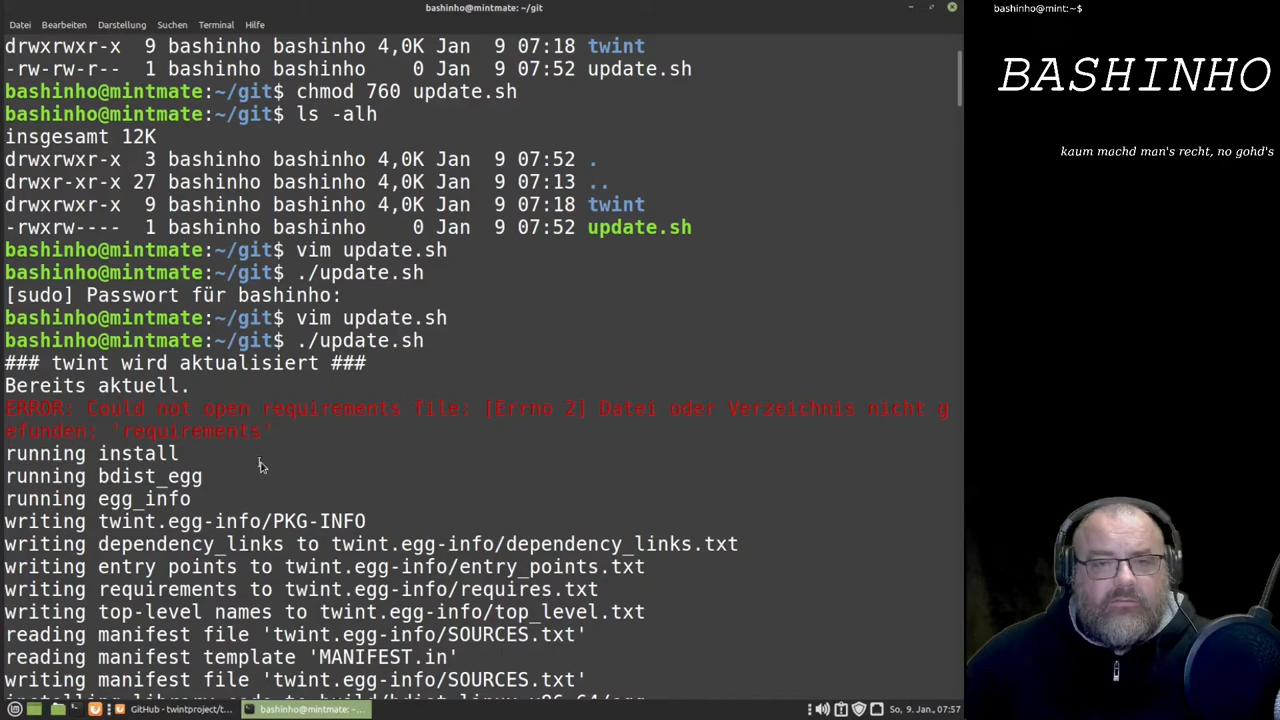 bashinho@mintmate: ~/git
Datei Bearbeiten Darstellung Suchen Terminal Hilfe
drwxrwxr-x 9 bashinho bashinho 4,0K Jan 9 07:18 twint
-rw-rw-r-- 1 bashinho bashinho 0 Jan 9 07:52 update.sh
bashinho@mintmate:~/git$ chmod 760 update.sh
bashinho@mintmate:~/git$ ls -alh
insgesamt 12K
drwxrwxr-x 3 bashinho bashinho 4,0K Jan 9 07:52 .
drwxr-xr-x 27 bashinho bashinho 4,0K Jan 9 07:13 ..
drwxrwxr-x 9 bashinho bashinho 4,0K Jan 9 07:18 twint
-rwxrw---- 1 bashinho bashinho 0 Jan 9 07:52 update.sh
bashinho@mintmate:~/git$ vim update.sh
bashinho@mintmate:~/git$ ./update.sh
[sudo] Passwort für bashinho:
bashinho@mintmate:~/git$ vim update.sh
bashinho@mintmate:~/git$ ./update.sh
### twint wird aktualisiert ###
Bereits aktuell.
ERROR: Could not open requirements file: [Errno 2] Datei oder Verzeichnis nicht g
efunden: 'requirements'
running install
running bdist_egg
running egg_info
writing twint.egg-info/PKG-INFO
writing dependency_links to twint.egg-info/dependency_links.txt
writing entry points to twint.egg-info/entry_points.txt
writing requirements to twint.egg-info/requires.txt
writing top-level names to twint.egg-info/top_level.txt
reading manifest file 'twint.egg-info/SOURCES.txt'
reading manifest template 'MANIFEST.in'
writing manifest file 'twint.egg-info/SOURCES.txt'
installing library code to build/bdist.linux-x86_64/egg
GitHub - twintproject/t...
bashinho@mintmate: ~...
So, 9. Jan., 07:57
bashinho@mint:~$
BASHINHO
kaum machd man's recht, no gohd's